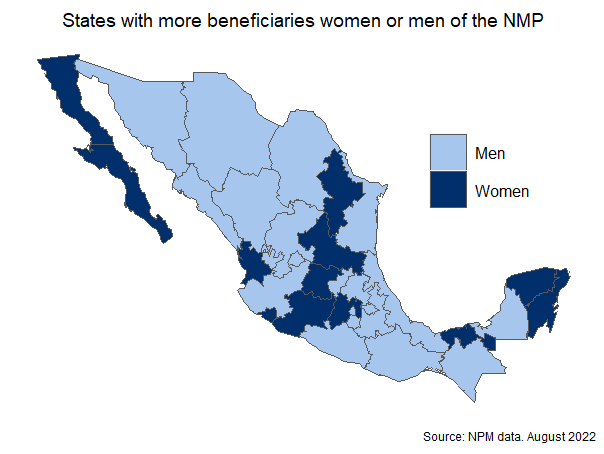 States with more beneficiaries women or men of the NMP
Men
Women
Source: NPM data. August 2022